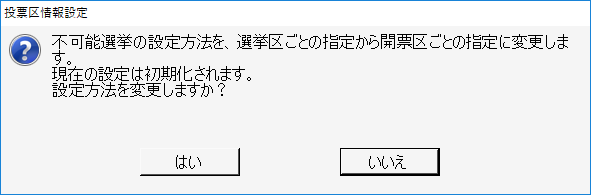 投票区情報設定
不可能選挙の設定方法を、選挙区ごとの指定から開票区ごとの指定に変更しま
す。
現在の設定は初期化されます。
設定方法を変更しますか？
はい
いいえ